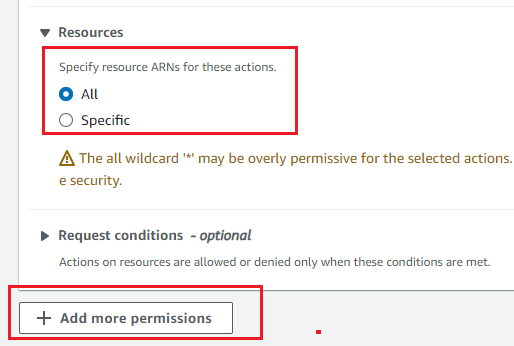 Resources
Specify resource ARNs for these actions.
All
Specific
The all wildcard '*' may be overly permissive for the selected actions.
e security.
Request conditions - optional
Actions on resources are allowed or denied only when these conditions are met.
+ Add more permissions